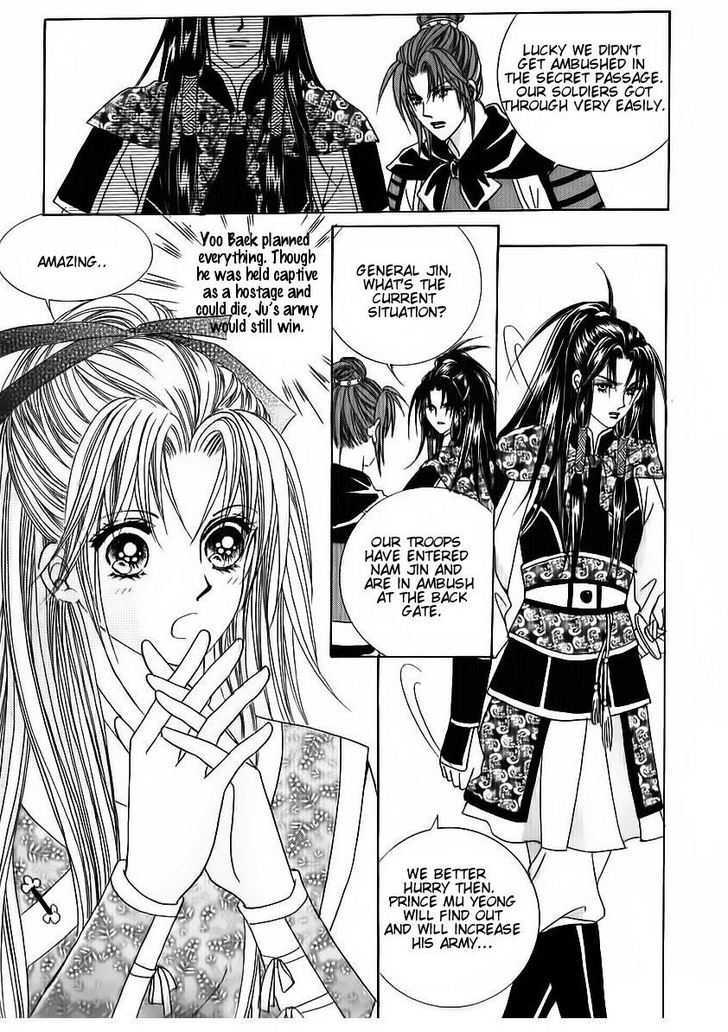 LUCKY WE DIDN'T
GET AMBUSHED IN
THE SECRET PASSAGE.
OUR SOLDIERS GOT
THROUGH VERY EASILY.
AMAZING..
Yoo Baek planned
everything. Though
he was held captive
as a hostage and
could die, Ju's army
would still win.
GENERAL JIN,
WHAT'S THE
CURRENT
SITUATION?
OUR TROOPS
HAVE ENTERED
NAM JIN AND
ARE IN AMBUSH
AT THE BACK
GATE.
WE BETTER
HURRY THEN.
PRINCE MU YEONG
WILL FIND OUT
AND WILL INCREASE
HIS ARMY...